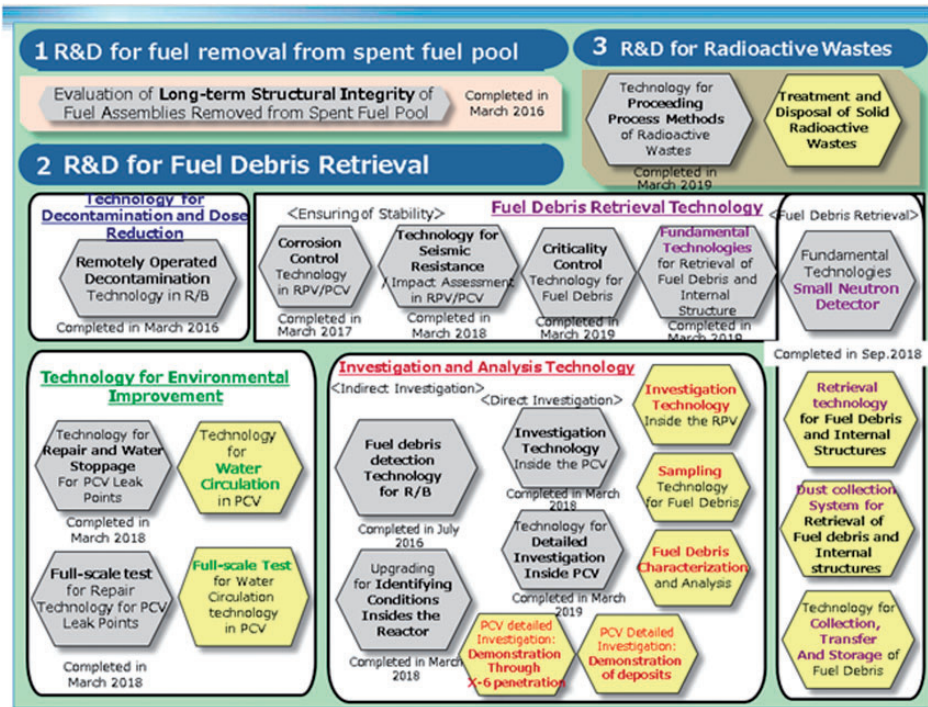 1 R&D for fuel removal from spent fuel pool
Evaluation of Long-term Structural Integrity of
Fuel Assemblies Removed from Spent Fuel Pool
Completed in
March 2016
3 R&D for Radioactive Wastes
Technology for
Proceeding
Process Methods
of Radioactive
Wastes
Completed in
March 2019
Treatment and
Disposal of Solid
Radioactive
Wastes
2 R&D for Fuel Debris Retrieval
Technology for
Decontamination and Dose
Reduction
Remotely Operated
Decontamination
Technology in R/B
Completed in March 2016
<Ensuring of Stability>
Fuel Debris Retrieval Technology
Corrosion
Control
Technology
in RPV/PCV
Completed in
March 2017
Technology for
Seismic
Resistance
/ Impact Assessment
in RPV/PCV
Completed in
March 2018
Criticality
Control
Technology for
Fuel Debris
Completed in
March 2019
Fundamental
Technologies
for Retrieval of
Fuel Debris and
Internal
Structure
Completed in
March 2019
<Fuel Debris Retrieval>
Fundamental
Technologies
Small Neutron
Detector
Completed in Sep.2018
Retrieval
technology
for Fuel Debris
and Internal
Structures
Dust collection
System for
Retrieval of
Fuel debris and
Internal
structures
Technology for
Collection,
Transfer
And Storage of
Fuel Debris
Technology for Environmental
Improvement
Technology for
Repair and Water
Stoppage
For PCV Leak
Points
Completed in
March 2018
Technology
for
Water
Circulation
in PCV
Full-scale test
for Repair
Technology for PCV
Leak Points
Completed in
March 2018
Full-scale Test
for Water
Circulation
technology
in PCV
Investigation and Analysis Technology
<Indirect Investigation>
Fuel debris
detection
Technology
for R/B
Completed in July
2016
Upgrading
for Identifying
Conditions
Insides the
Reactor
Completed in March
2018
<Direct Investigation>
Investigation
Technology
Inside the PCV
Completed in March
2018
Technology for
Detailed
Investigation
Inside PCV
Completed in March
2019
Investigation
Technology
Inside the RPV
Sampling
Technology
for Fuel Debris
Fuel Debris
Characterization
and Analysis
PCV detailed
Investigation:
Demonstration
Through
X-6 penetration
PCV Detailed
Investigation:
Demonstration
of deposits